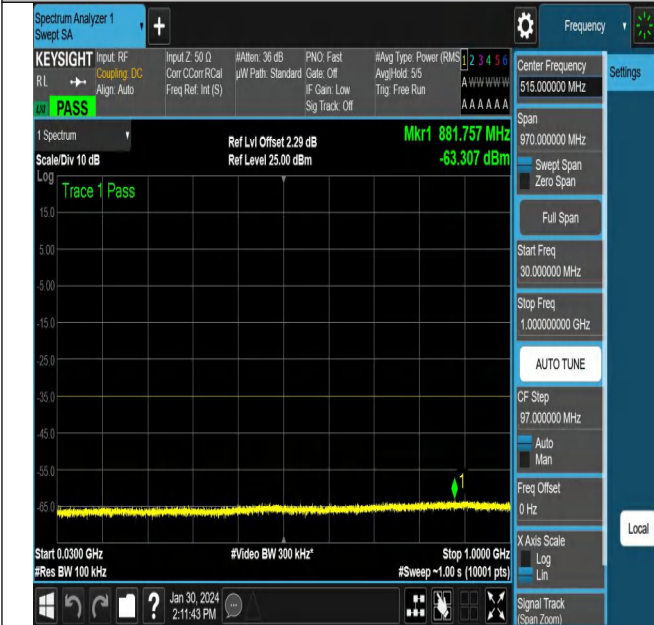 Spectrum Analyzer 1
Swept SA
+
Frequency
KEYSIGHT
RL
PASS
Input: RF
Coupling: DC
Align: Auto
Input Z: 50 Ω
Corr CCorr RCal
Freq Ref: Int (S)
#Atten: 36 dB
µW Path: Standard
PNO: Fast
Gate: Off
IF Gain: Low
Sig Track: Off
#Avg Type: Power (RMS
Avg|Hold: 5/5
Trig: Free Run
1 2 3 4 5 6
A W W W W W
A A A A A A
1 Spectrum
Scale/Div 10 dB
Ref Lvl Offset 2.29 dB
Ref Level 25.00 dBm
Mkr1 881.757 MHz
-63.307 dBm
Log
Trace 1 Pass
15.0
5.00
-5.00
-15.0
-25.0
-35.0
-45.0
-55.0
-65.0
1
Start 0.0300 GHz
#Res BW 100 kHz
#Video BW 300 kHz*
Stop 1.0000 GHz
#Sweep ~1.00 s (10001 pts)
?
Jan 30, 2024
2:11:43 PM
Center Frequency
515.000000 MHz
Span
970.000000 MHz
Swept Span
Zero Span
Full Span
Start Freq
30.000000 MHz
Stop Freq
1.000000000 GHz
AUTO TUNE
CF Step
97.000000 MHz
Auto
Man
Freq Offset
0 Hz
X Axis Scale
Log
Lin
Signal Track
(Span Zoom)
Settings
Local